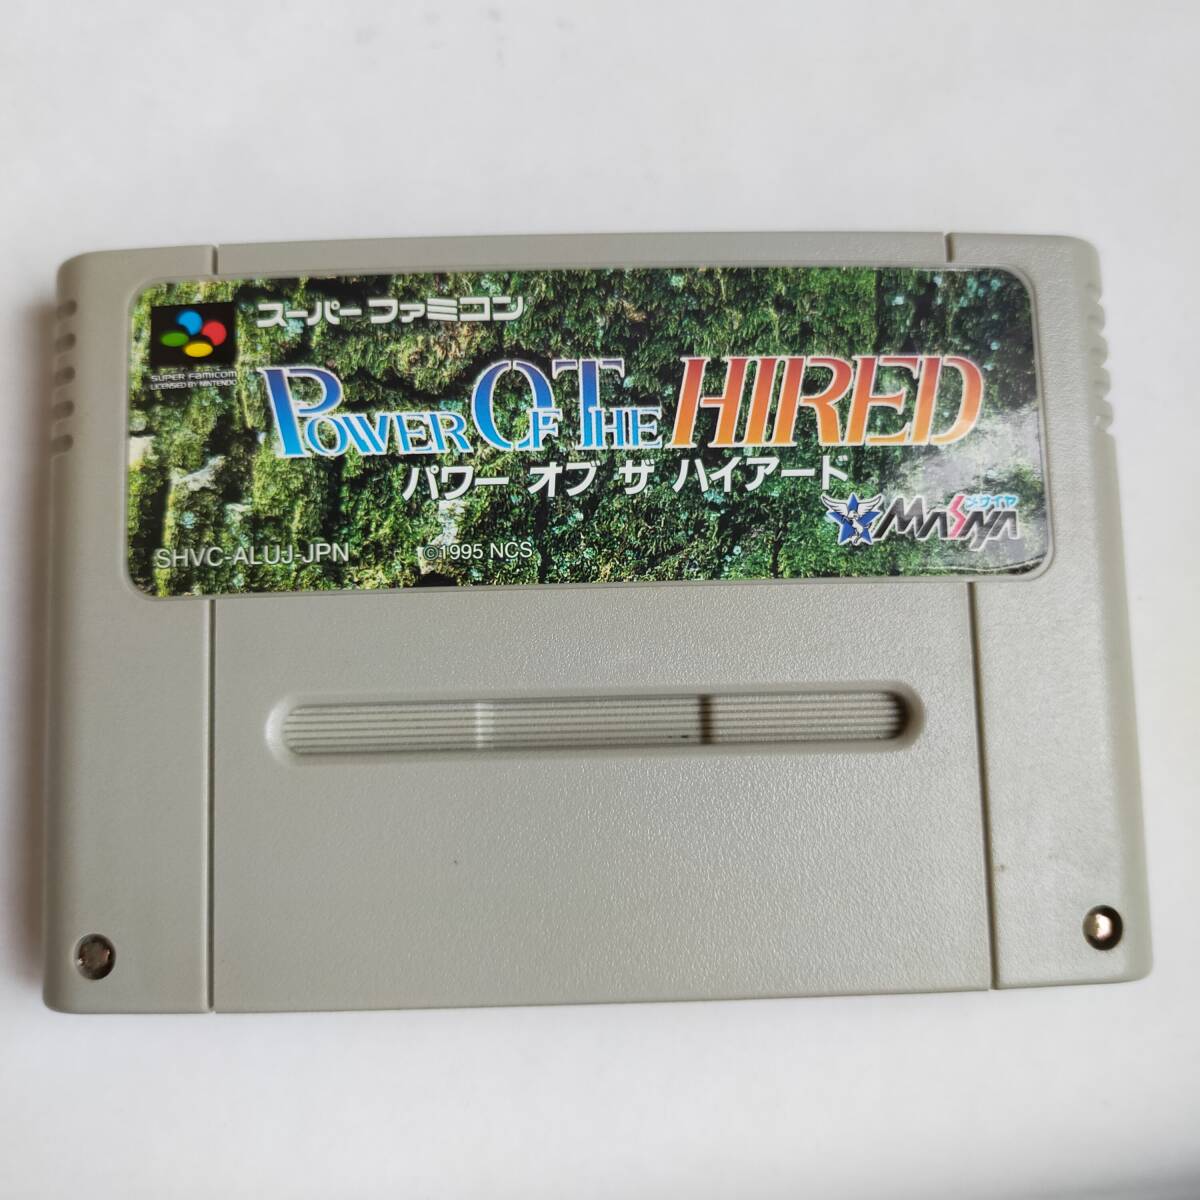 スーパーファミコン
SUPER FAMICOM
LICENSED BY NINTENDO
POWER OF THE HIRED
パワー オブ ザ ハイアード
メサイヤ
MASAYA
SHVC-ALUJ-JPN
©1995 NCS